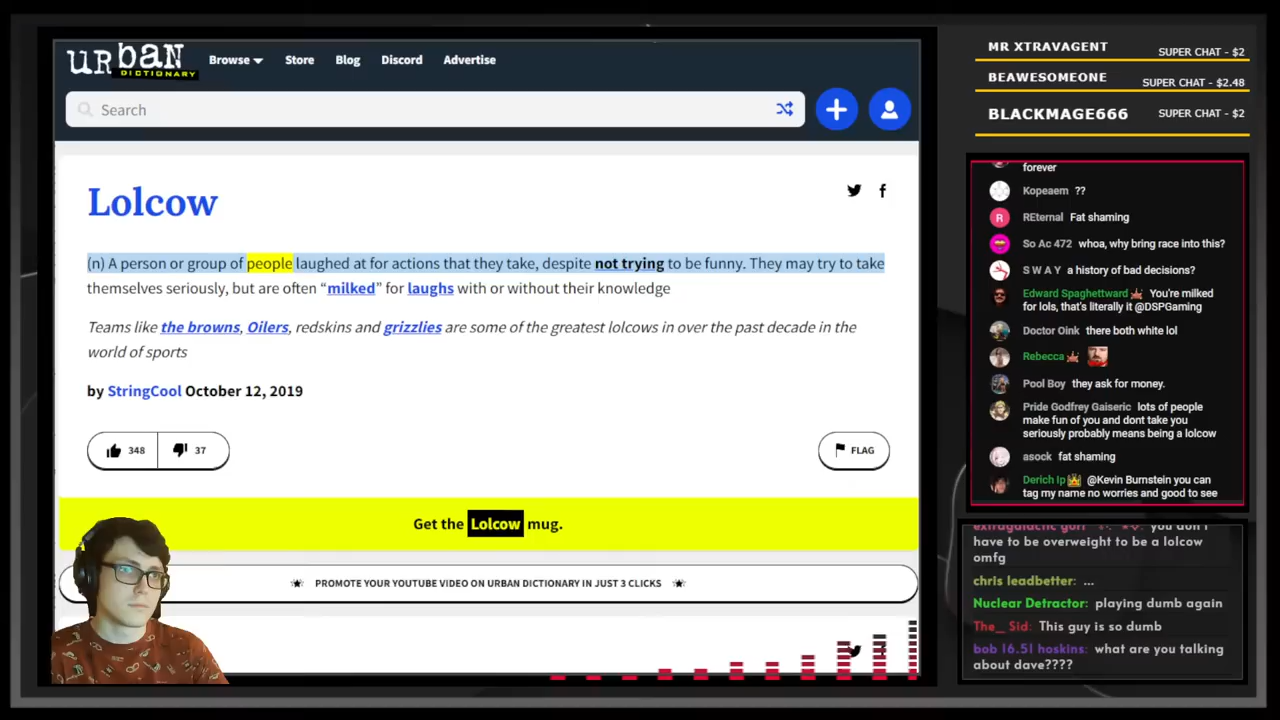 URBAN
DICTIONARY
Browse
Store
Blog
Discord
Advertise
Search
Lolcow
(n) A person or group of people laughed at for actions that they take, despite not trying to be funny. They may try to take
themselves seriously, but are often “milked” for laughs with or without their knowledge
Teams like the browns, Oilers, redskins and grizzlies are some of the greatest lolcows in over the past decade in the
world of sports
by StringCool October 12, 2019
348
37
FLAG
Get the Lolcow mug.
PROMOTE YOUR YOUTUBE VIDEO ON URBAN DICTIONARY IN JUST 3 CLICKS
MR XTRAVAGENT SUPER CHAT - $2
BEAWESOMEONE SUPER CHAT - $2.48
BLACKMAGE666 SUPER CHAT - $2
forever
Kopeaem ??
R REternal Fat shaming
So Ac 472 whoa, why bring race into this?
S W A Y a history of bad decisions?
Edward Spaghettward You're milked
for lols, that's literally it @DSPGaming
Doctor Oink there both white lol
Rebecca
Pool Boy they ask for money.
Pride Godfrey Gaiseric lots of people
make fun of you and dont take you
seriously probably means being a lolcow
asock fat shaming
Derich Ip @Kevin Burnstein you can
tag my name no worries and good to see
you don't
have to be overweight to be a lolcow
omfg
chris leadbetter: ...
Nuclear Detractor: playing dumb again
The_ Sid: This guy is so dumb
bob 16.51 hoskins: what are you talking
about dave????